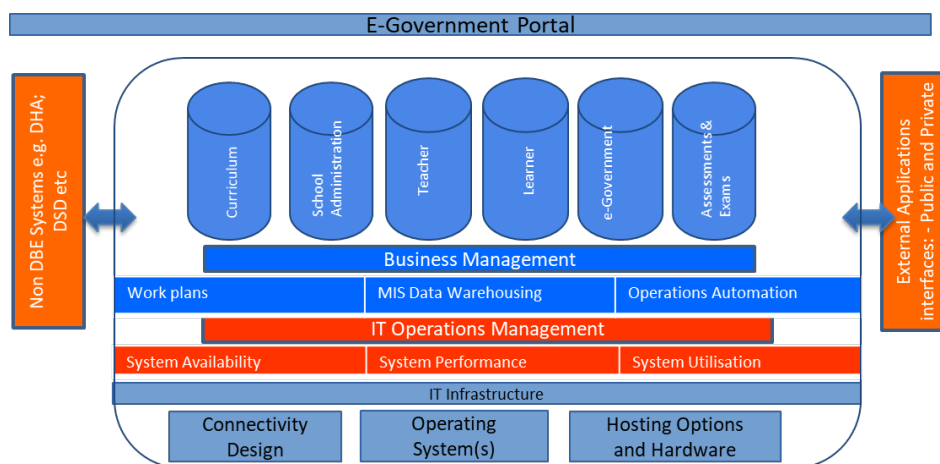 E-Government Portal
Non DBE Systems e.g. DHA;
DSD etc
Curriculum
School
Administration
Teacher
Learner
e-Government
Assessments &
Exams
External Applications
interfaces: - Public and Private
Business Management
Work plans
MIS Data Warehousing
Operations Automation
IT Operations Management
System Availability
System Performance
System Utilisation
IT Infrastructure
Connectivity
Design
Operating
System(s)
Hosting Options
and Hardware